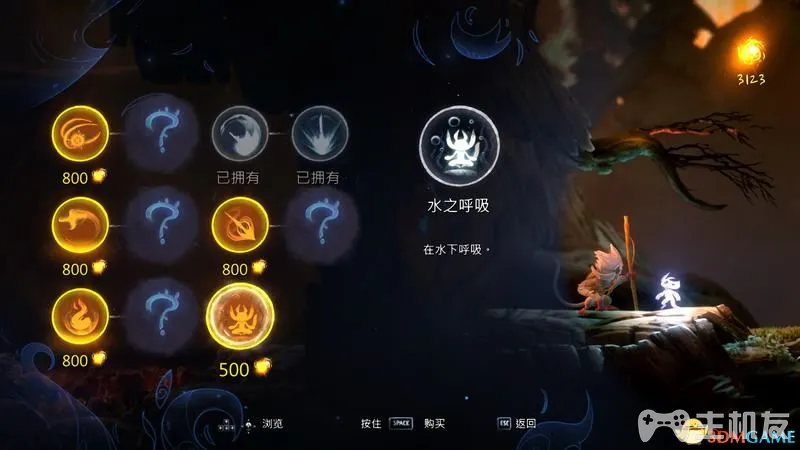 3123
800
已拥有
已拥有
水之呼吸
在水下呼吸。
800
800
800
500
浏览
按住 SPACE 购买
ESC 返回
主机友
3DMGAME